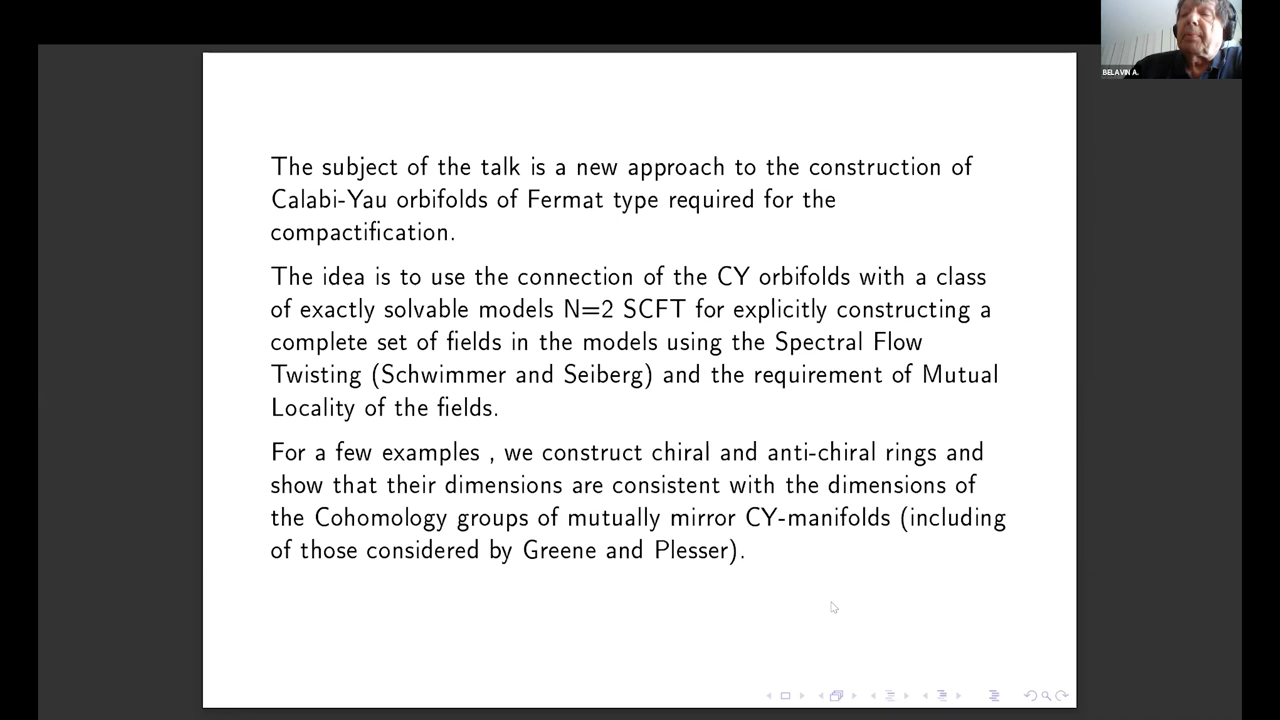 BELAVIN A.
The subject of the talk is a new approach to the construction of
Calabi-Yau orbifolds of Fermat type required for the
compactification.
The idea is to use the connection of the CY orbifolds with a class
of exactly solvable models N=2 SCFT for explicitly constructing a
complete set of fields in the models using the Spectral Flow
Twisting (Schwimmer and Seiberg) and the requirement of Mutual
Locality of the fields.
For a few examples , we construct chiral and anti-chiral rings and
show that their dimensions are consistent with the dimensions of
the Cohomology groups of mutually mirror CY-manifolds (including
of those considered by Greene and Plesser).